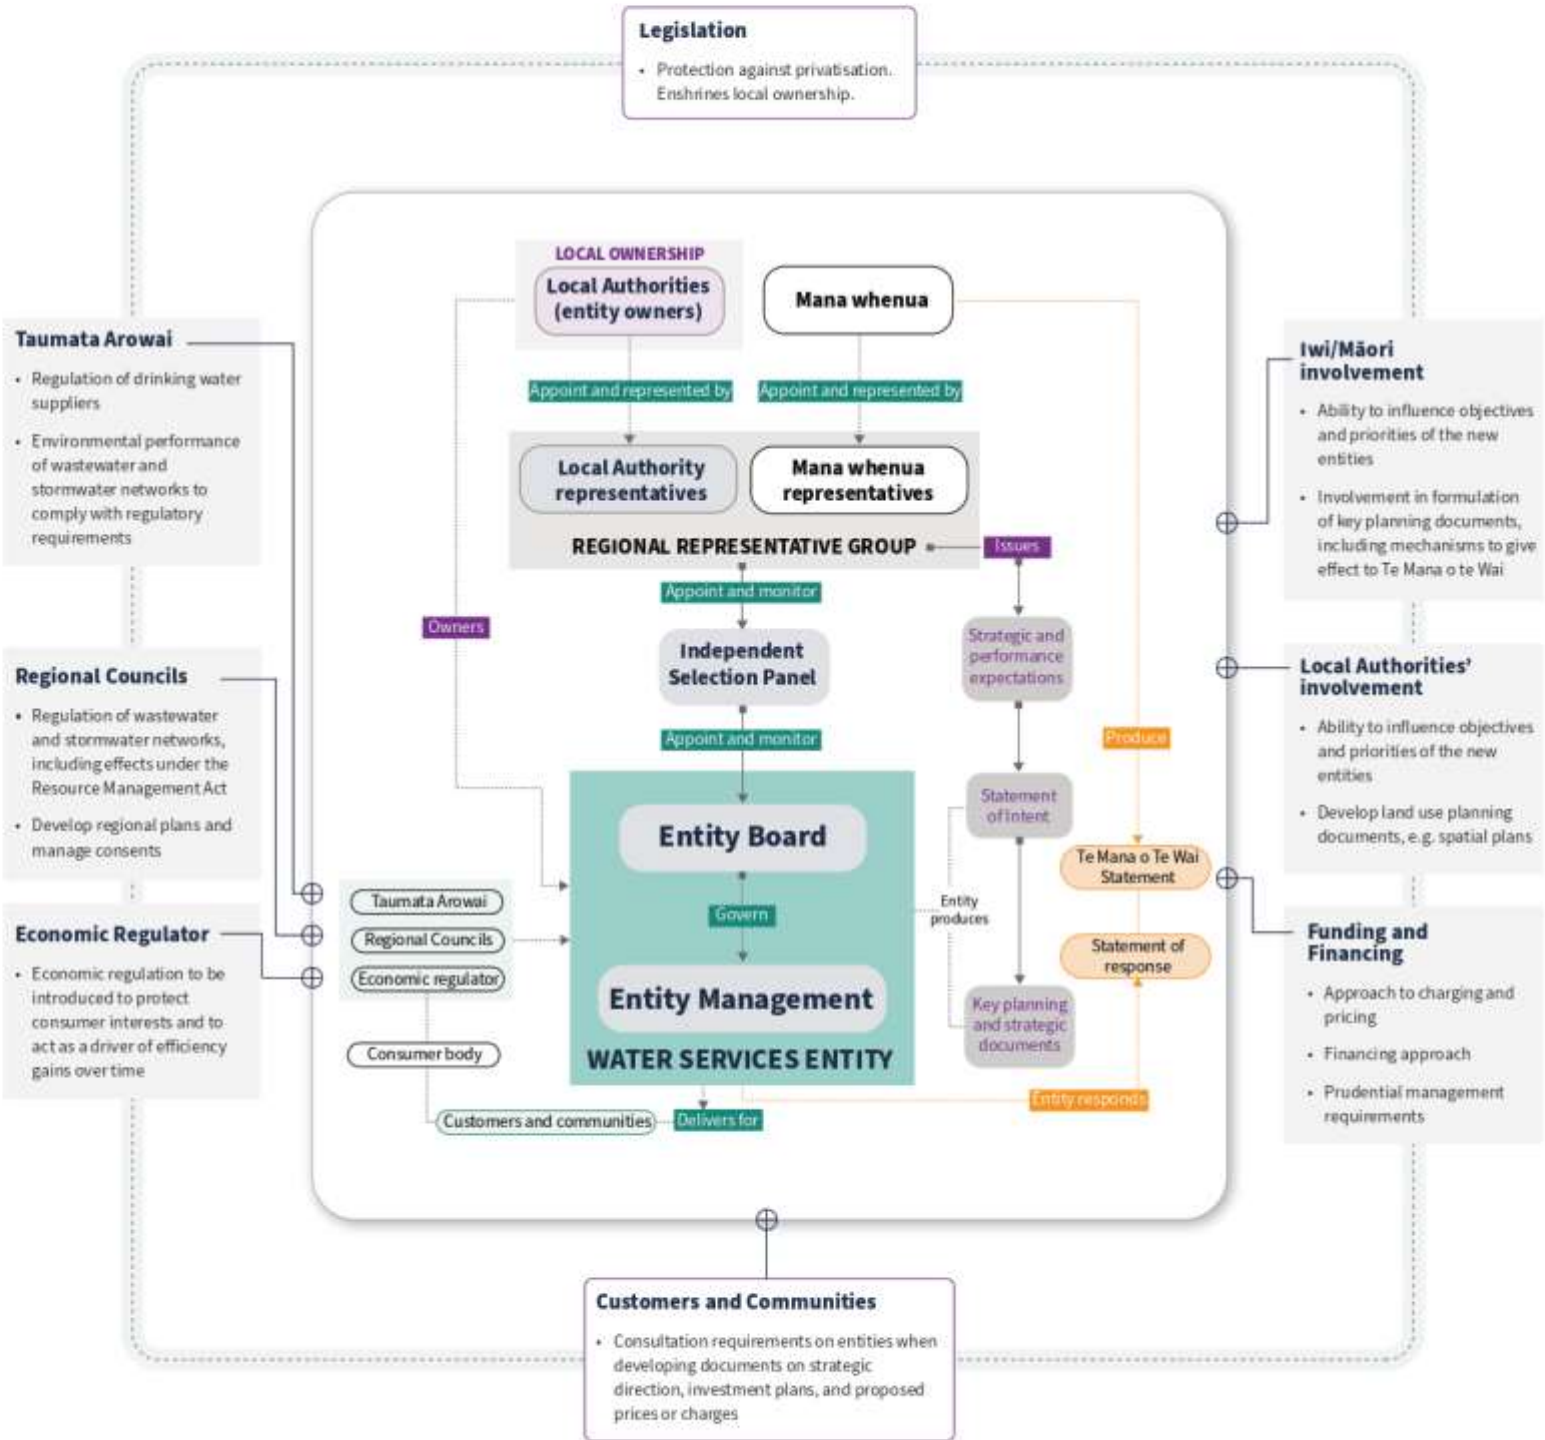 Legislation
• Protection against privatisation.
Enshrines local ownership.
Taumata Arowai
• Regulation of drinking water
suppliers
• Environmental performance
of wastewater and
stormwater networks to
comply with regulatory
requirements
Regional Councils
• Regulation of wastewater
and stormwater networks,
including effects under the
Resource Management Act
• Develop regional plans and
manage consents
Economic Regulator
• Economic regulation to be
introduced to protect
consumer interests and to
act as a driver of efficiency
gains over time
LOCAL OWNERSHIP
Local Authorities
(entity owners)
Mana whenua
Appoint and represented by
Appoint and represented by
Local Authority
representatives
Mana whenua
representatives
REGIONAL REPRESENTATIVE GROUP
Issues
Appoint and monitor
Owners
Independent
Selection Panel
Strategic and
performance
expectations
Appoint and monitor
Produce
Entity Board
Statement
of Intent
Te Mana o Te Wai
Statement
Taumata Arowai
Regional Councils
Economic regulator
Govern
Entity
produces
Statement of
response
Entity Management
Key planning
and strategic
documents
Consumer body
WATER SERVICES ENTITY
Entity responds
Customers and communities
Delivers for
Iwi/Māori
involvement
• Ability to influence objectives
and priorities of the new
entities
• Involvement in formulation
of key planning documents,
including mechanisms to give
effect to Te Mana o te Wai
Local Authorities’
involvement
• Ability to influence objectives
and priorities of the new
entities
• Develop land use planning
documents, e.g. spatial plans
Funding and
Financing
• Approach to charging and
pricing
• Financing approach
• Prudential management
requirements
Customers and Communities
• Consultation requirements on entities when
developing documents on strategic
direction, investment plans, and proposed
prices or charges